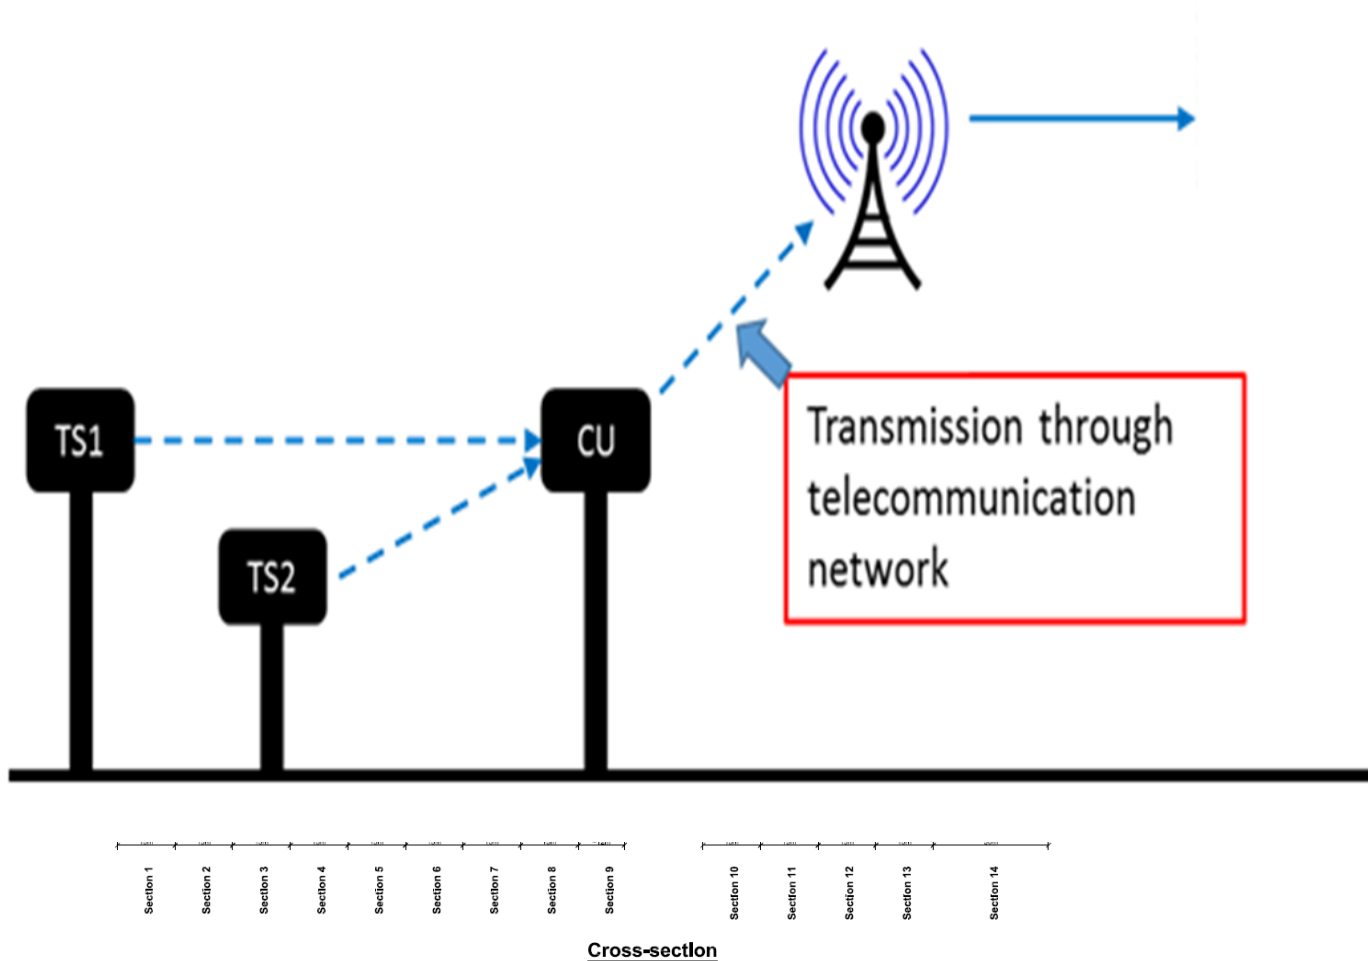 TS1
CU
TS2
Transmission through
telecommunication
network
Section 1
Section 2
Section 3
Section 4
Section 5
Section 6
Section 7
Section 8
Section 9
Section 10
Section 11
Section 12
Section 13
Section 14
Cross-section